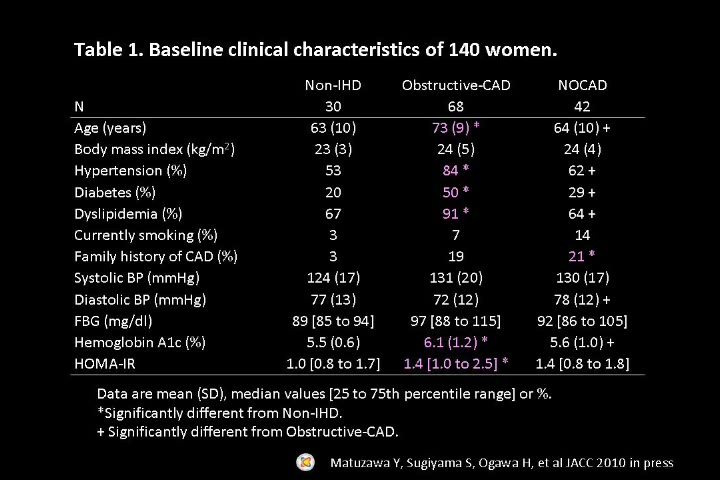 Table 1. Baseline clinical characteristics of 140 women.
Non-IHD Obstructive-CAD NOCAD
N 30 68 42
Age (years) 63 (10) 73 (9) * 64 (10) +
Body mass index (kg/m²) 23 (3) 24 (5) 24 (4)
Hypertension (%) 53 84 * 62 +
Diabetes (%) 20 50 * 29 +
Dyslipidemia (%) 67 91 * 64 +
Currently smoking (%) 3 7 14
Family history of CAD (%) 3 19 21 *
Systolic BP (mmHg) 124 (17) 131 (20) 130 (17)
Diastolic BP (mmHg) 77 (13) 72 (12) 78 (12) +
FBG (mg/dl) 89 [85 to 94] 97 [88 to 115] 92 [86 to 105]
Hemoglobin A1c (%) 5.5 (0.6) 6.1 (1.2) * 5.6 (1.0) +
HOMA-IR 1.0 [0.8 to 1.7] 1.4 [1.0 to 2.5] * 1.4 [0.8 to 1.8]
Data are mean (SD), median values [25 to 75th percentile range] or %.
*Significantly different from Non-IHD.
+ Significantly different from Obstructive-CAD.
Matuzawa Y, Sugiyama S, Ogawa H, et al JACC 2010 in press